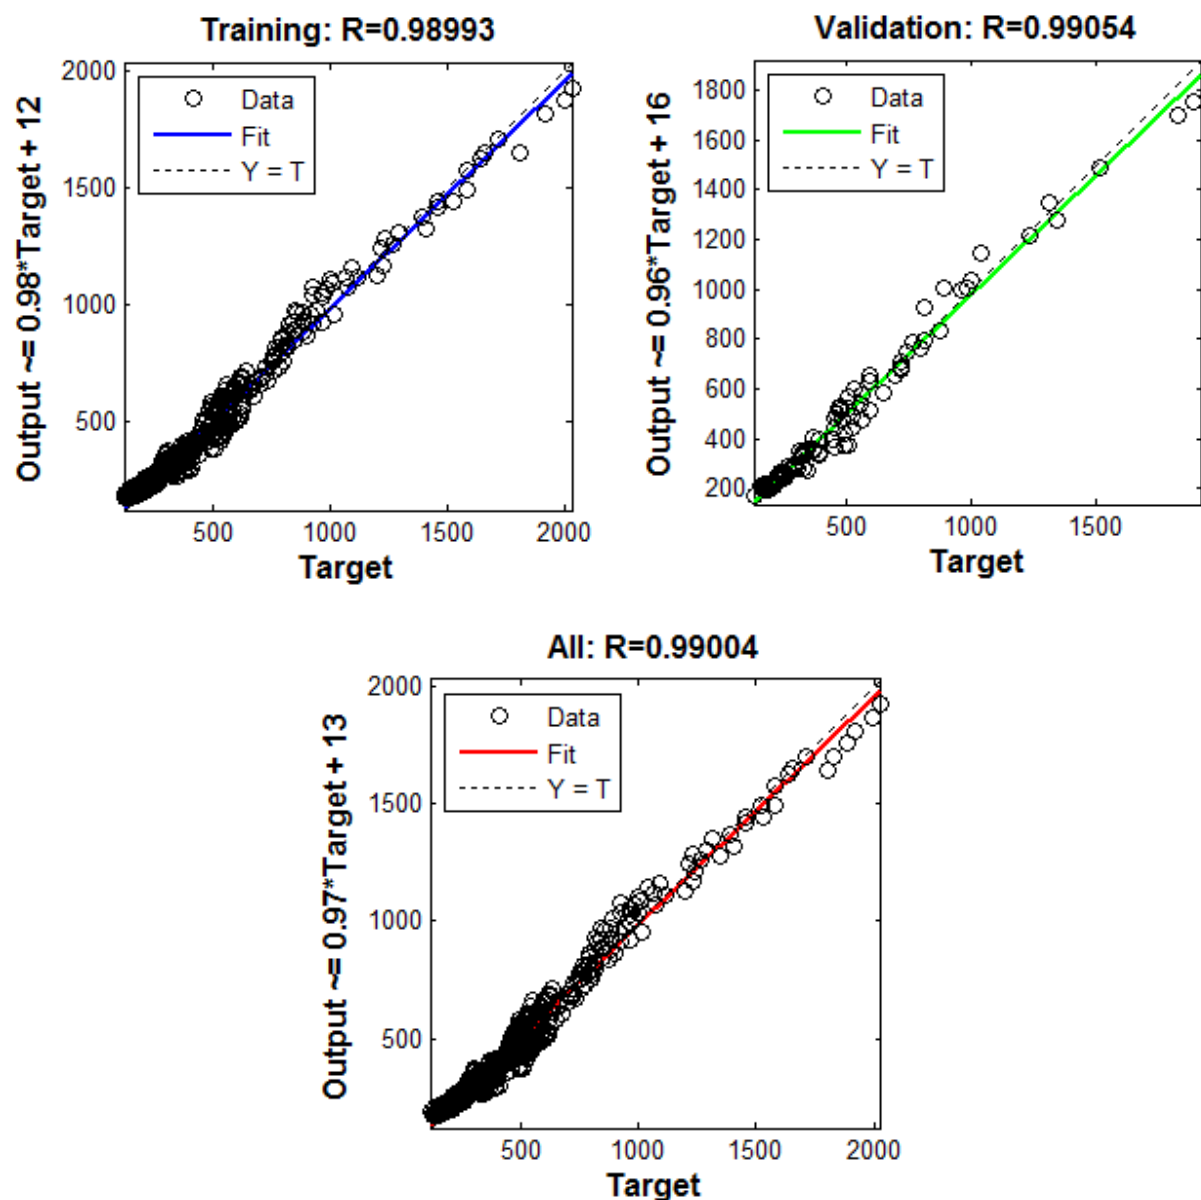 Training: R=0.98993
Output ~= 0.98*Target + 12
2000
1500
1000
500
Data
Fit
Y = T
500
1000
1500
2000
Target
Validation: R=0.99054
Output ~= 0.96*Target + 16
1800
1600
1400
1200
1000
800
600
400
200
Data
Fit
Y = T
500
1000
1500
Target
All: R=0.99004
Output ~= 0.97*Target + 13
2000
1500
1000
500
Data
Fit
Y = T
500
1000
1500
2000
Target